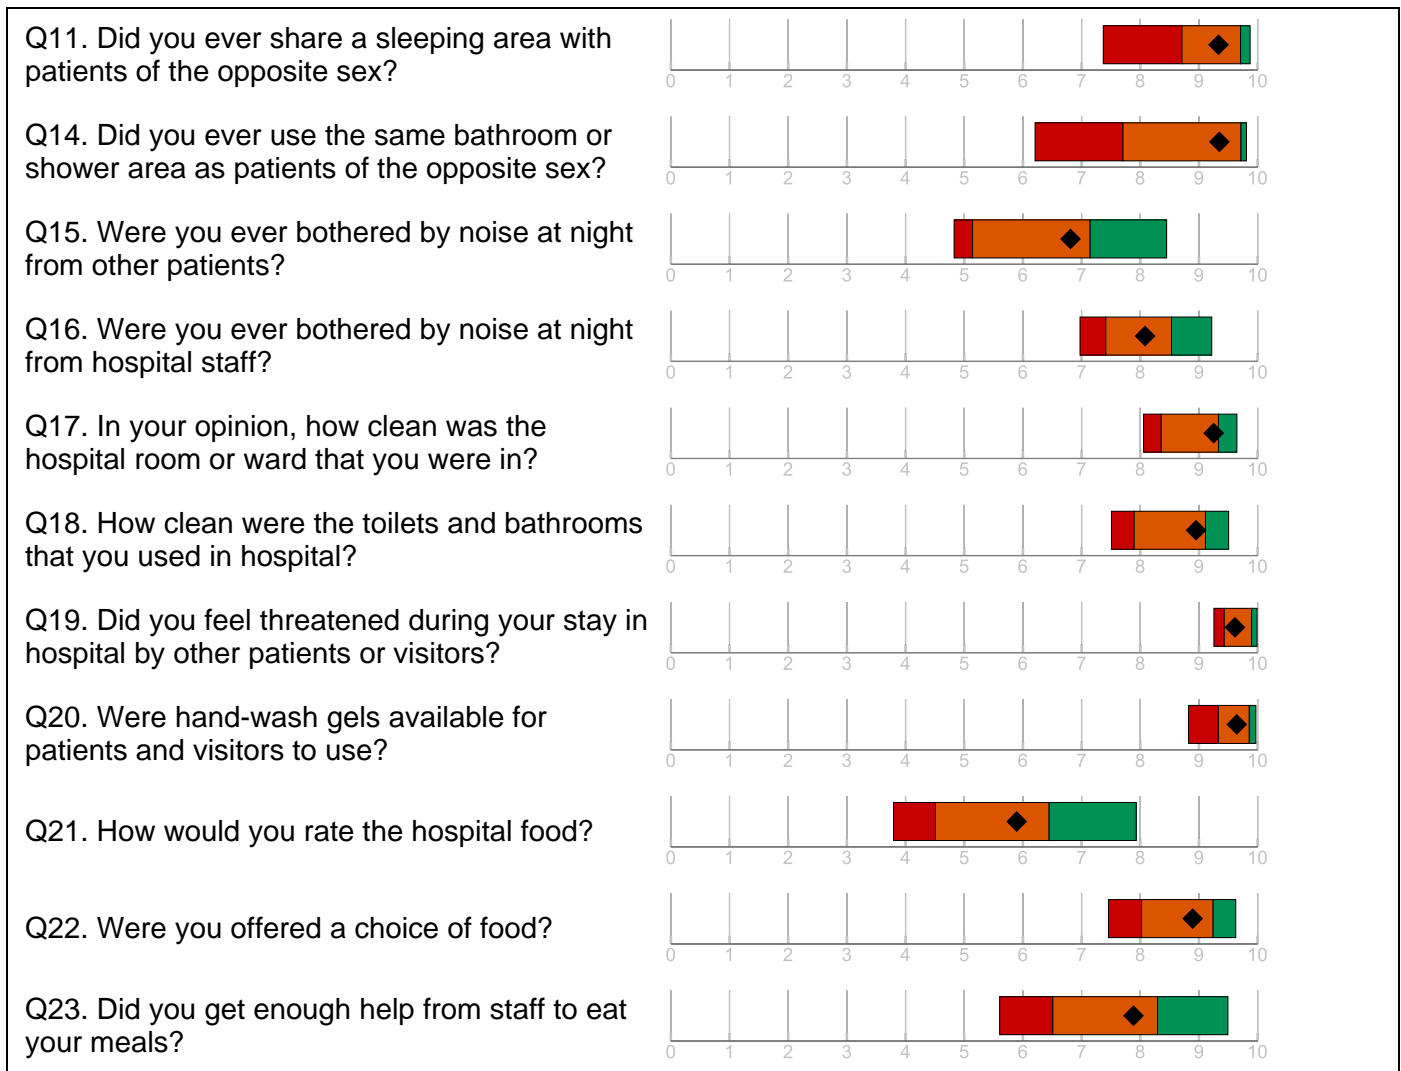 Q11. Did you ever share a sleeping area with
patients of the opposite sex?
0 1 2 3 4 5 6 7 8 9 10
Q14. Did you ever use the same bathroom or
shower area as patients of the opposite sex?
0 1 2 3 4 5 6 7 8 9 10
Q15. Were you ever bothered by noise at night
from other patients?
0 1 2 3 4 5 6 7 8 9 10
Q16. Were you ever bothered by noise at night
from hospital staff?
0 1 2 3 4 5 6 7 8 9 10
Q17. In your opinion, how clean was the
hospital room or ward that you were in?
0 1 2 3 4 5 6 7 8 9 10
Q18. How clean were the toilets and bathrooms
that you used in hospital?
0 1 2 3 4 5 6 7 8 9 10
Q19. Did you feel threatened during your stay in
hospital by other patients or visitors?
0 1 2 3 4 5 6 7 8 9 10
Q20. Were hand-wash gels available for
patients and visitors to use?
0 1 2 3 4 5 6 7 8 9 10
Q21. How would you rate the hospital food?
0 1 2 3 4 5 6 7 8 9 10
Q22. Were you offered a choice of food?
0 1 2 3 4 5 6 7 8 9 10
Q23. Did you get enough help from staff to eat
your meals?
0 1 2 3 4 5 6 7 8 9 10